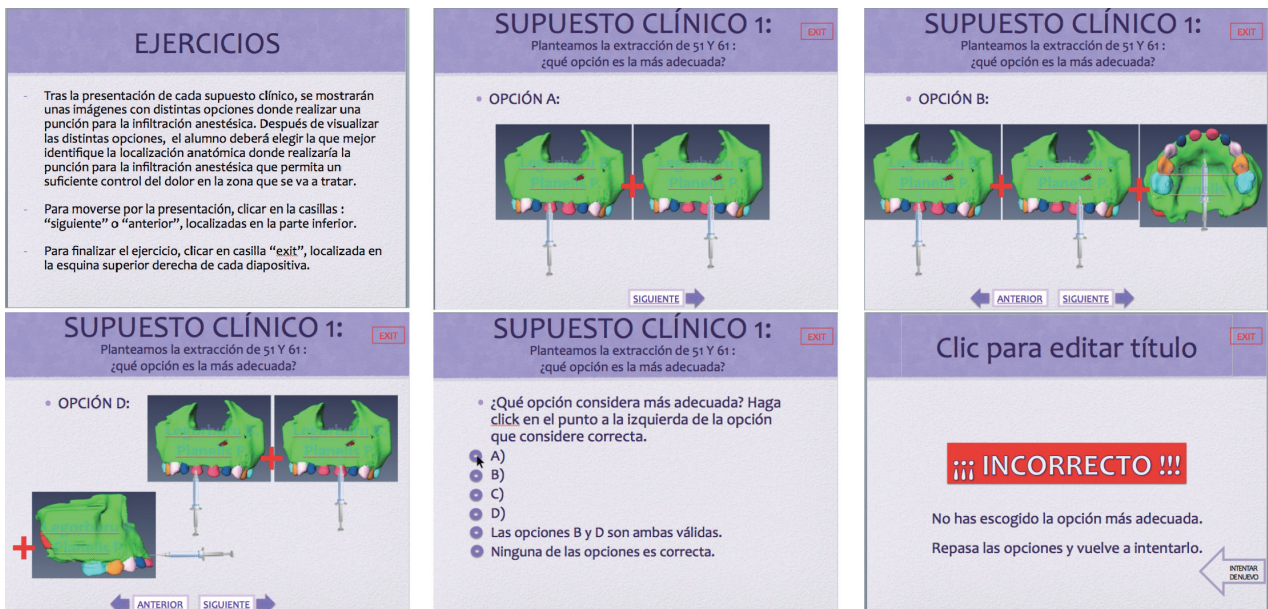 EJERCICIOS
- Tras la presentación de cada supuesto clínico, se mostrarán
unas imágenes con distintas opciones donde realizar una
punción para la infiltración anestésica. Después de visualizar
las distintas opciones, el alumno deberá elegir la que mejor
identifique la localización anatómica donde realizaría la
punción para la infiltración anestésica que permita un
suficiente control del dolor en la zona que se va a tratar.
- Para moverse por la presentación, clicar en la casillas :
“siguiente” o “anterior”, localizadas en la parte inferior.
- Para finalizar el ejercicio, clicar en casilla “exit”, localizada en
la esquina superior derecha de cada diapositiva.
SUPUESTO CLÍNICO 1:
EXIT
Planteamos la extracción de 51 Y 61 :
¿qué opción es la más adecuada?
• OPCIÓN A:
SIGUIENTE
SUPUESTO CLÍNICO 1:
EXIT
Planteamos la extracción de 51 Y 61 :
¿qué opción es la más adecuada?
• OPCIÓN B:
ANTERIOR SIGUIENTE
SUPUESTO CLÍNICO 1:
EXIT
Planteamos la extracción de 51 Y 61 :
¿qué opción es la más adecuada?
• OPCIÓN D:
ANTERIOR SIGUIENTE
SUPUESTO CLÍNICO 1:
EXIT
Planteamos la extracción de 51 Y 61 :
¿qué opción es la más adecuada?
• ¿Qué opción considera más adecuada? Haga
click en el punto a la izquierda de la opción
que considere correcta.
A)
B)
C)
D)
Las opciones B y D son ambas válidas.
Ninguna de las opciones es correcta.
Clic para editar título
EXIT
¡¡¡ INCORRECTO !!!
No has escogido la opción más adecuada.
Repasa las opciones y vuelve a intentarlo.
INTENTAR
DE NUEVO